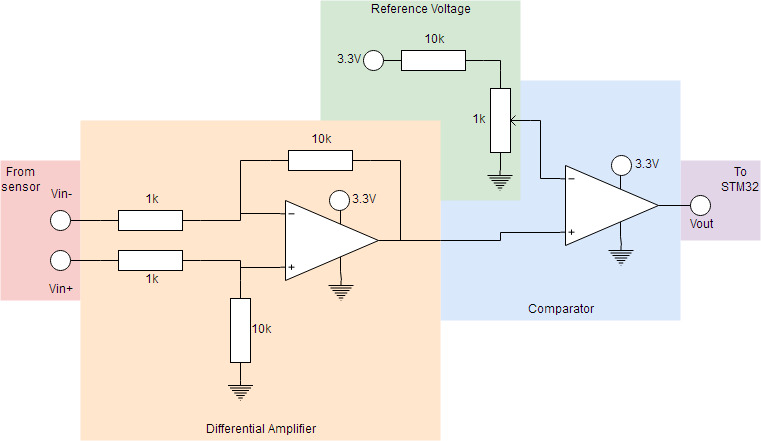 Reference Voltage
10k
3.3V
1k
From
sensor
Vin-
1k
10k
3.3V
3.3V
To
STM32
Vout
1k
Vin+
10k
Comparator
Differential Amplifier
−
+
−
+